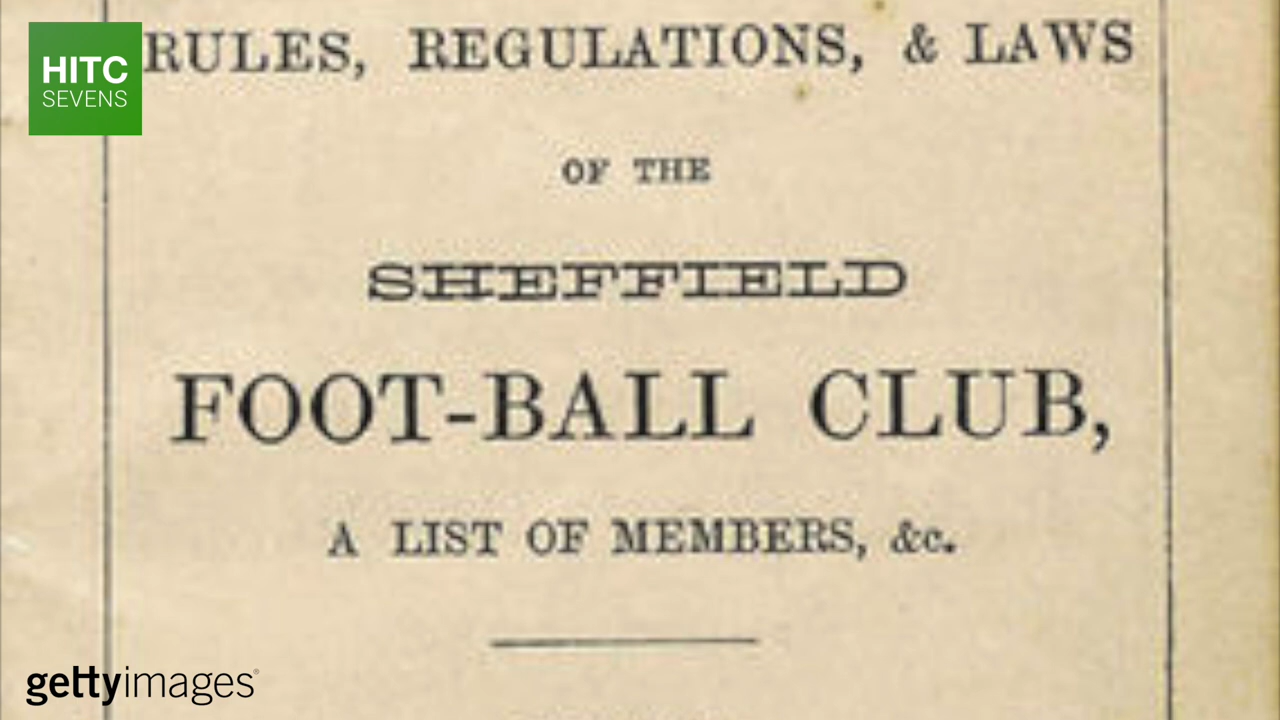 HITC
SEVENS
RULES, REGULATIONS, & LAWS
OF THE
SHEFFIELD
FOOT-BALL CLUB,
A LIST OF MEMBERS, &c.
gettyimages®